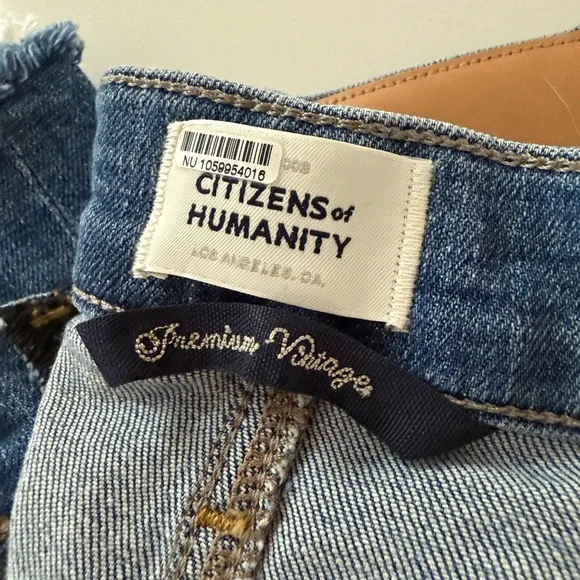 NU 1059954016
CITIZENS of
HUMANITY
LOS ANGELES, CA.
Premium Vintage